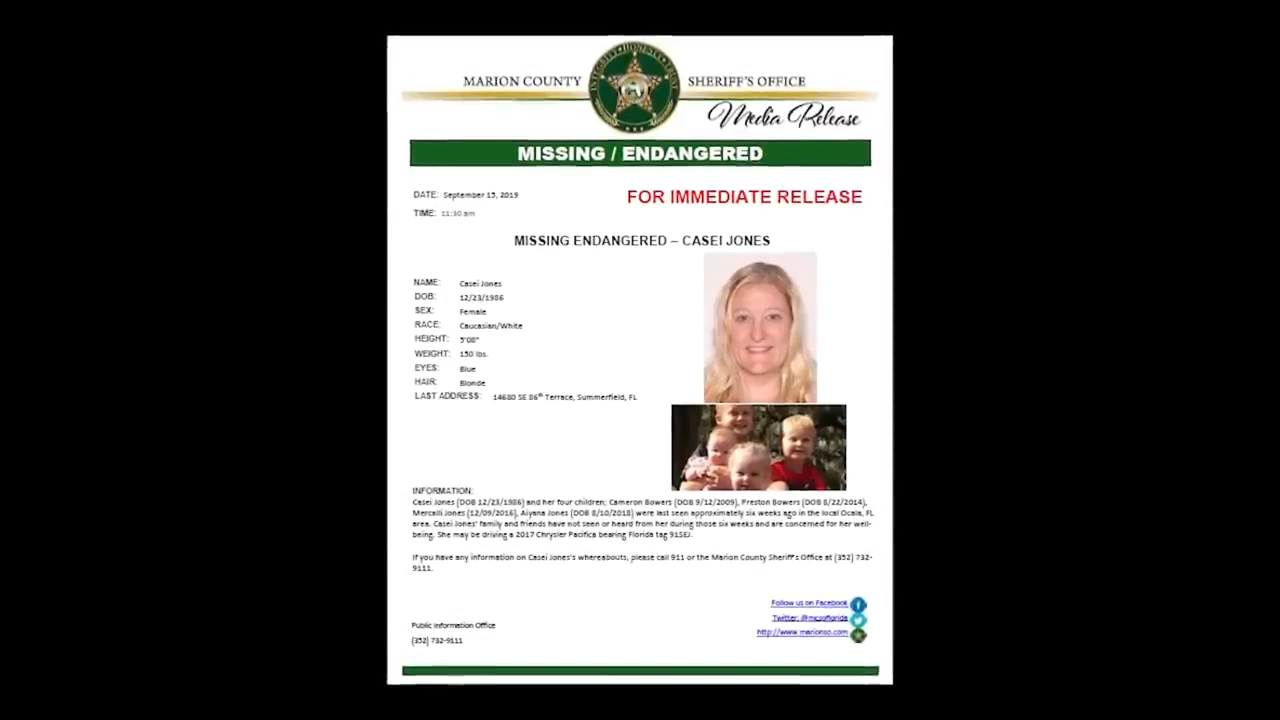 INTEGRITY HONESTY TRUST
MARION COUNTY SHERIFF'S OFFICE
Media Release
MISSING / ENDANGERED
DATE: September 15, 2019
FOR IMMEDIATE RELEASE
TIME: 11:30 am
MISSING ENDANGERED – CASEI JONES
NAME: Casei Jones
DOB: 12/23/1986
SEX: Female
RACE: Caucasian/White
HEIGHT: 5'08"
WEIGHT: 150 lbs.
EYES: Blue
HAIR: Blonde
LAST ADDRESS: 14680 SE 86th Terrace, Summerfield, FL
INFORMATION:
Casei Jones (DOB 12/23/1986) and her four children; Cameron Bowers (DOB 9/12/2009), Preston Bowers (DOB 8/22/2014),
Mercalli Jones (12/09/2016), Aiyana Jones (DOB 8/10/2018) were last seen approximately six weeks ago in the local Ocala, FL
area. Casei Jones' family and friends have not seen or heard from her during those six weeks and are concerned for her well-
being. She may be driving a 2017 Chrysler Pacifica bearing Florida tag
If you have any information on Casei Jones's whereabouts, please call 911 or the Marion County Sheriff's Office at (352) 732-
9111.
Follow us on Facebook
Twitter: @mcsoflorida
http://www.marionso.com
Public Information Office
(352) 732-9111